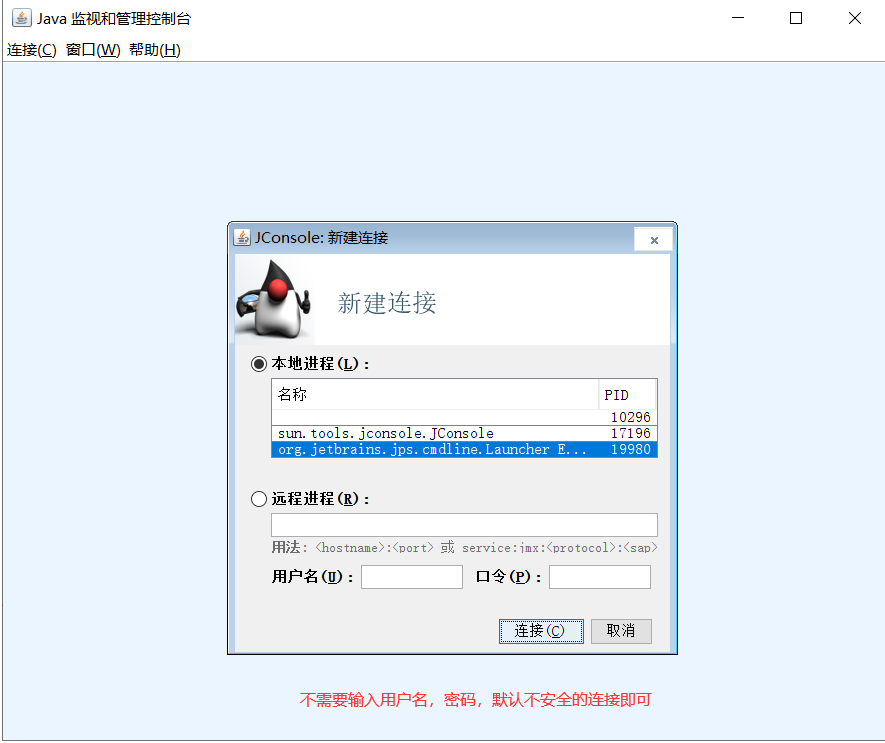 Java 监视和管理控制台
连接(C) 窗口(W) 帮助(H)
JConsole: 新建连接
新建连接
本地进程(L)：
名称 PID
10296
sun.tools.jconsole.JConsole 17196
org.jetbrains.jps.cmdline.Launcher E... 19980
远程进程(R)：
用法: <hostname>:<port> 或 service:jmx:<protocol>:<sap>
用户名(U)： 口令(P)：
连接(C) 取消
不需要输入用户名，密码，默认不安全的连接即可